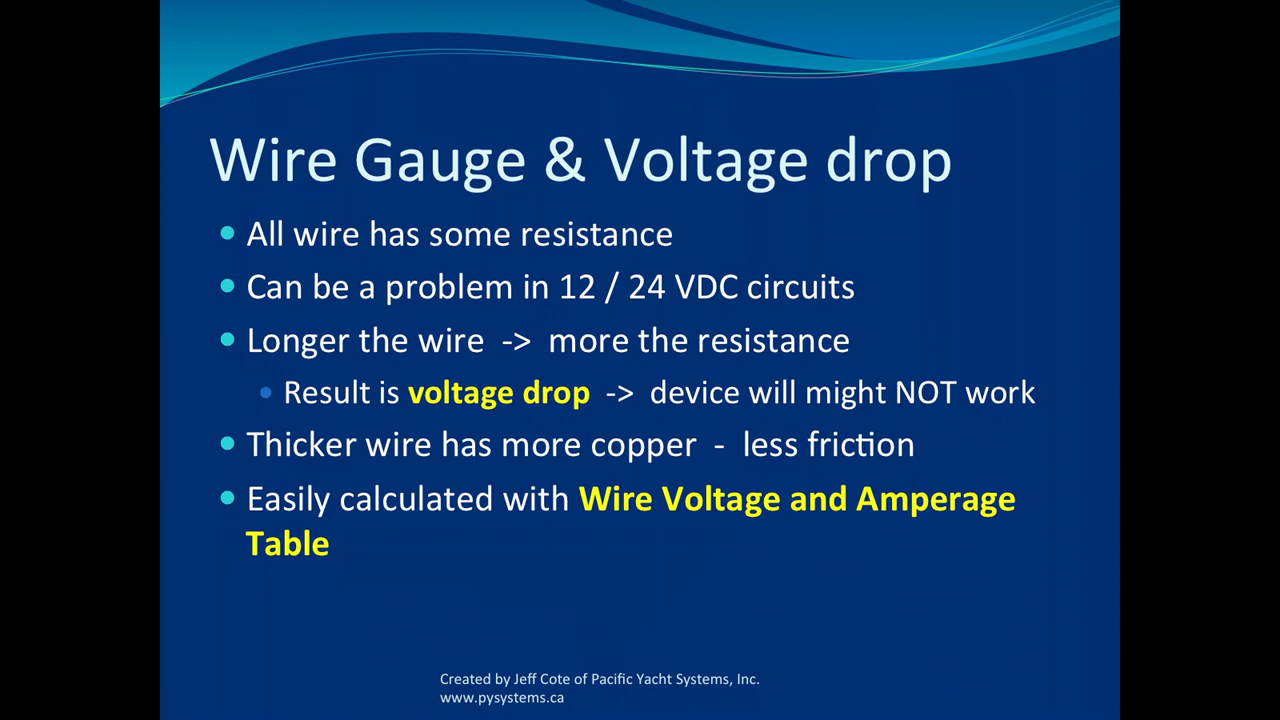 Wire Gauge & Voltage drop
• All wire has some resistance
• Can be a problem in 12 / 24 VDC circuits
• Longer the wire -> more the resistance
• Result is voltage drop -> device will might NOT work
• Thicker wire has more copper - less friction
• Easily calculated with Wire Voltage and Amperage
Table
Created by Jeff Cote of Pacific Yacht Systems, Inc.
www.pysystems.ca